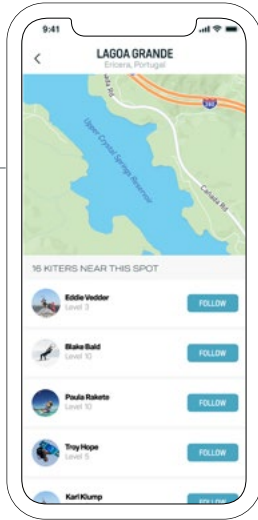 9:41
LAGOA GRANDE
Ericeira, Portugal
280
Upper Crystal Springs Reservoir
Cañada Rd
16 KITERS NEAR THIS SPOT
Eddie Vedder
Level 3
FOLLOW
Blake Bald
Level 10
FOLLOW
Paula Rakete
Level 10
FOLLOW
Troy Hope
Level 5
FOLLOW
Karl Klump